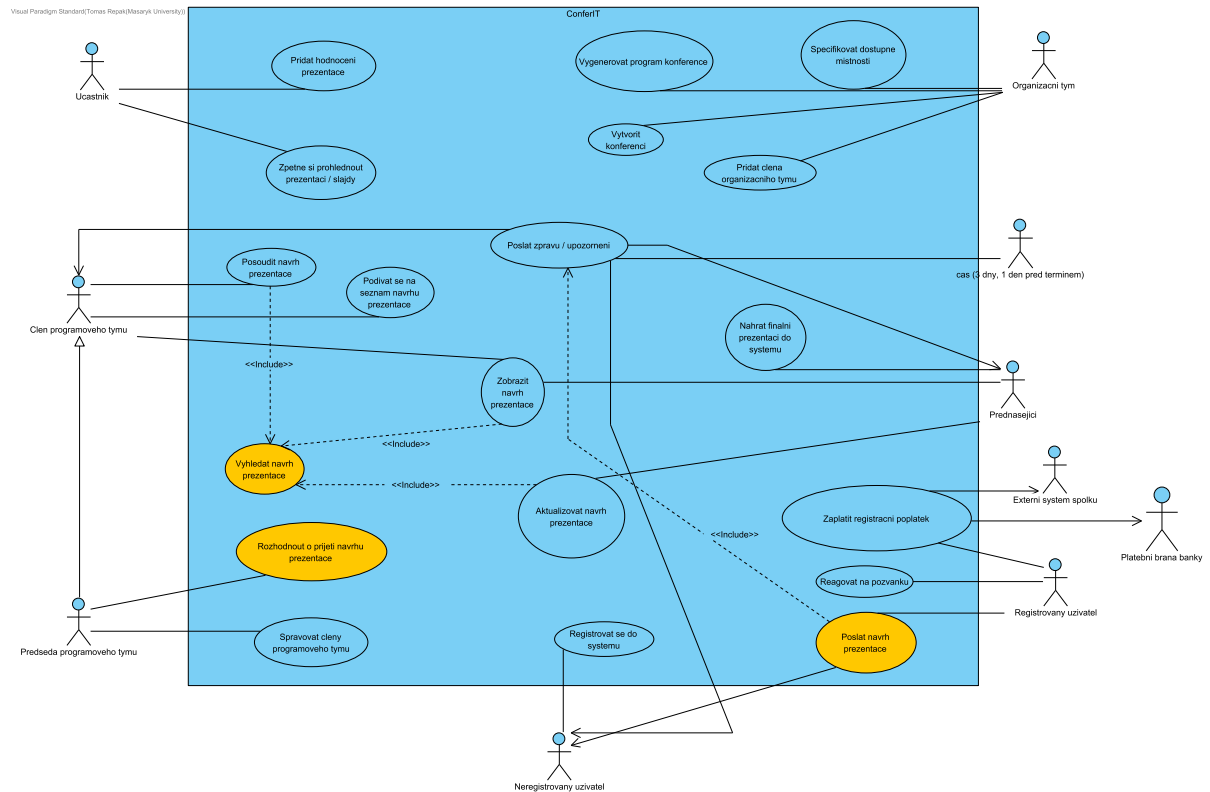 Visual Paradigm Standard(Tomas Repak(Masaryk University))
ConferIT
Ucastnik
Pridat hodnoceni
prezentace
Vygenerovat program konference
Specifikovat dostupne
mistnosti
Organizacni tym
Vytvorit
konferenci
Zpetne si prohlednout
prezentaci / slajdy
Pridat clena
organizacniho tymu
Poslat zpravu / upozorneni
Posoudit navrh
prezentace
cas (3 dny, 1 den pred terminem)
Podivat se na
seznam navrhu
prezentace
Clen programoveho tymu
Nahrat finalni
prezentaci do
systemu
<<Include>>
Zobrazit
navrh
prezentace
Prednasejici
<<Include>>
Vyhledat navrh
prezentace
<<Include>>
Aktualizovat navrh
prezentace
Externi system spolku
Zaplatit registracni poplatek
<<Include>>
Platebni brana banky
Rozhodnout o prijeti navrhu
prezentace
Reagovat na pozvanku
Registrovany uzivatel
Predseda programoveho tymu
Spravovat cleny
programoveho tymu
Registrovat se do
systemu
Poslat navrh
prezentace
Neregistrovany uzivatel